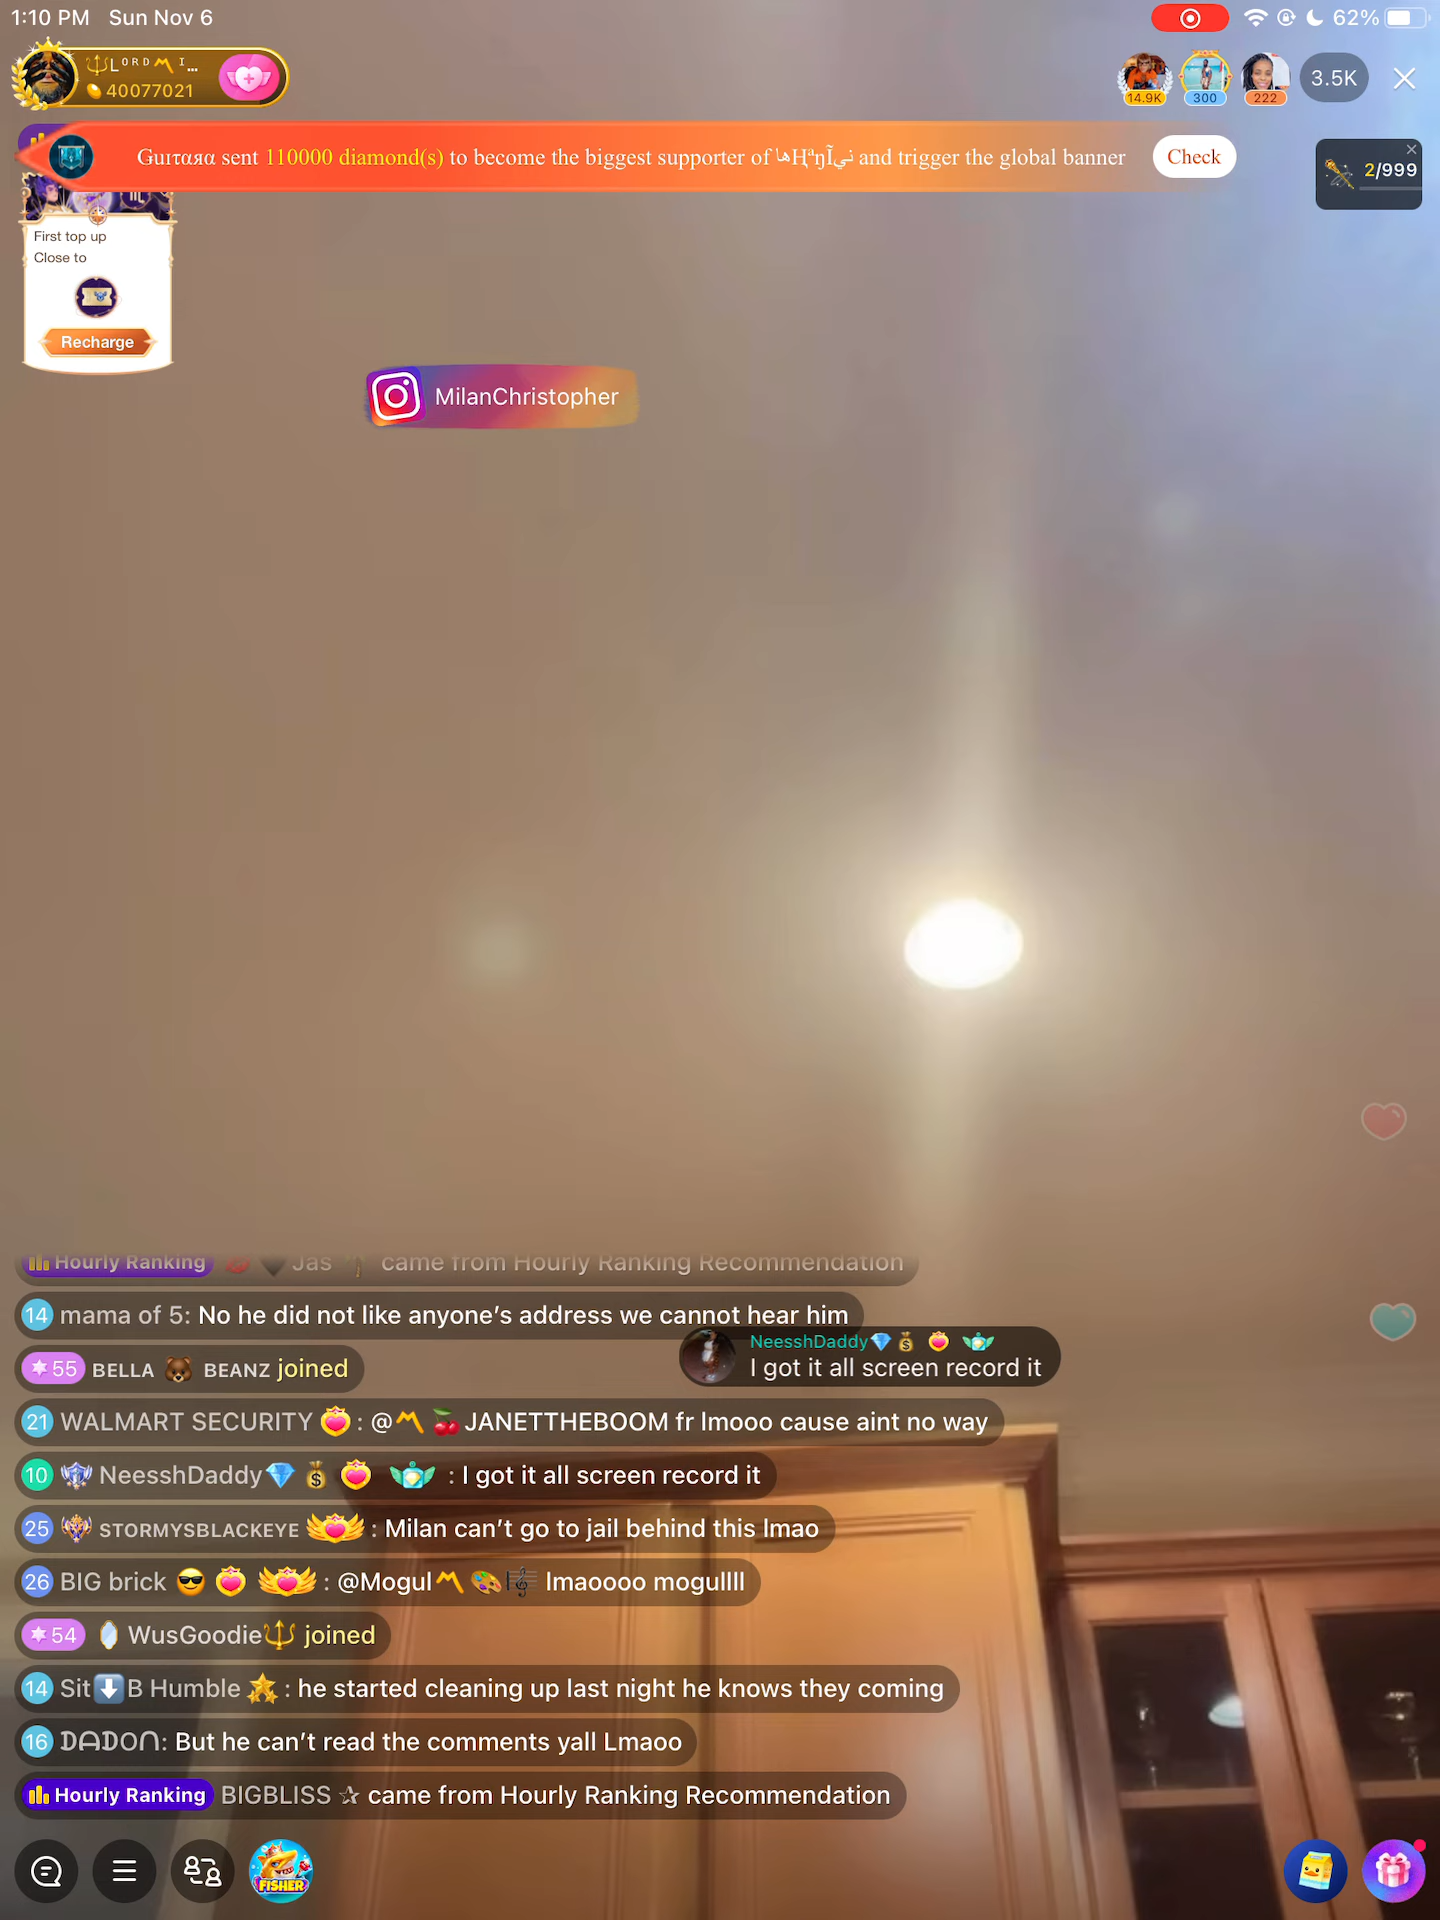 1:10 PM Sun Nov 6
62%
🔱Lᴼᴿᴰ〽️ᴵ...
40077021
14.9K
300
222
3.5K
Guɪταяα sent 110000 diamond(s) to become the biggest supporter of and trigger the global banner
Check
2/999
First top up
Close to
Recharge
MilanChristopher
Hourly Ranking Jas came from Hourly Ranking Recommendation
14 mama of 5: No he did not like anyone’s address we cannot hear him
NeesshDaddy💎💰
I got it all screen record it
55 BELLA 🐻 BEANZ joined
21 WALMART SECURITY : @〽️🍒JANETTHEBOOM fr lmooo cause aint no way
10 NeesshDaddy💎💰 : I got it all screen record it
25 STORMYSBLACKEYE : Milan can’t go to jail behind this lmao
26 BIG brick 😎 : @Mogul〽️🎨🎼 lmaoooo mogullll
54 🪞 WusGoodie🔱 joined
14 Sit⬇️B Humble : he started cleaning up last night he knows they coming
16 ᗪᗩᗪOᑎ: But he can’t read the comments yall Lmaoo
Hourly Ranking BIGBLISS ✰ came from Hourly Ranking Recommendation
FISHER